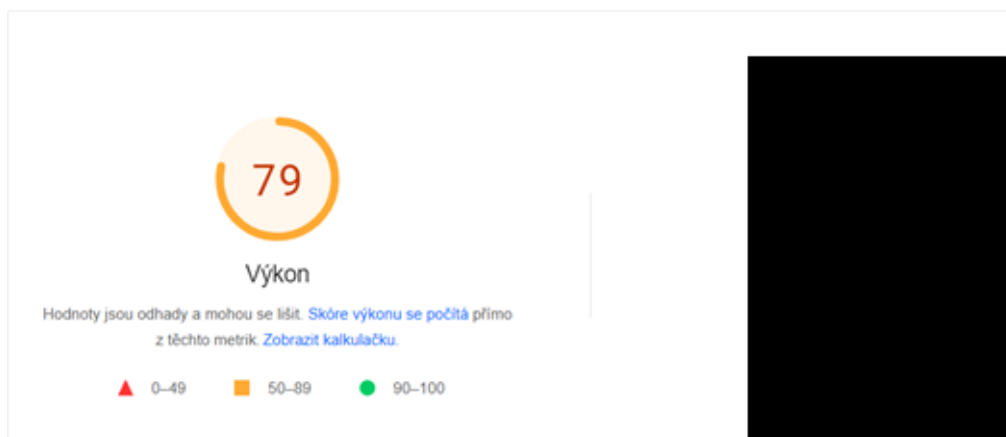 79
Výkon
Hodnoty jsou odhady a mohou se lišit. Skóre výkonu se počítá přímo
z těchto metrik. Zobrazit kalkulačku.
0–49 50–89 90–100